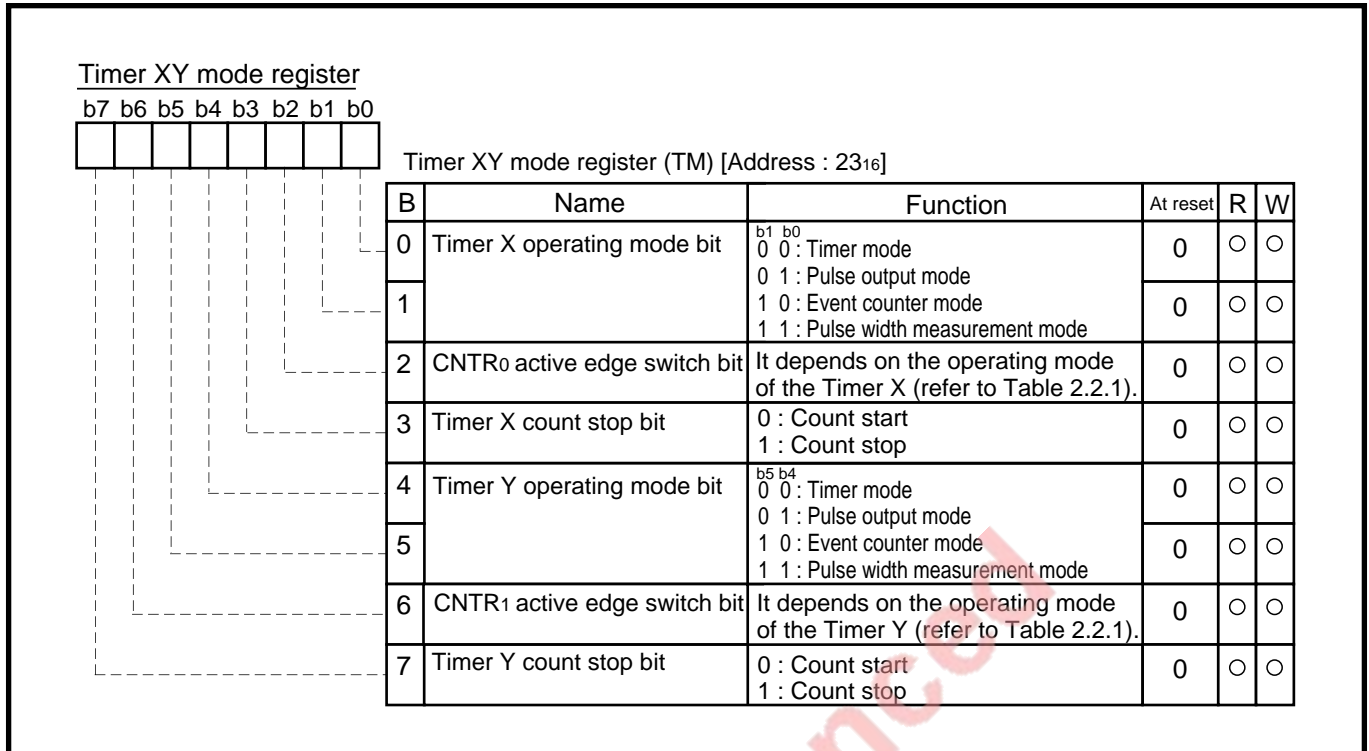 Timer XY mode register
b7 b6 b5 b4 b3 b2 b1 b0
Timer XY mode register (TM) [Address : 2316]
B Name Function At reset R W
0 Timer X operating mode bit b1 b0 0 ○ ○
0 0 : Timer mode
0 1 : Pulse output mode
1 1 0 : Event counter mode 0 ○ ○
1 1 : Pulse width measurement mode
2 CNTR0 active edge switch bit It depends on the operating mode 0 ○ ○
of the Timer X (refer to Table 2.2.1).
3 Timer X count stop bit 0 : Count start 0 ○ ○
1 : Count stop
4 Timer Y operating mode bit b5 b4 0 ○ ○
0 0 : Timer mode
0 1 : Pulse output mode
5 1 0 : Event counter mode 0 ○ ○
1 1 : Pulse width measurement mode
6 CNTR1 active edge switch bit It depends on the operating mode 0 ○ ○
of the Timer Y (refer to Table 2.2.1).
7 Timer Y count stop bit 0 : Count start 0 ○ ○
1 : Count stop
nced